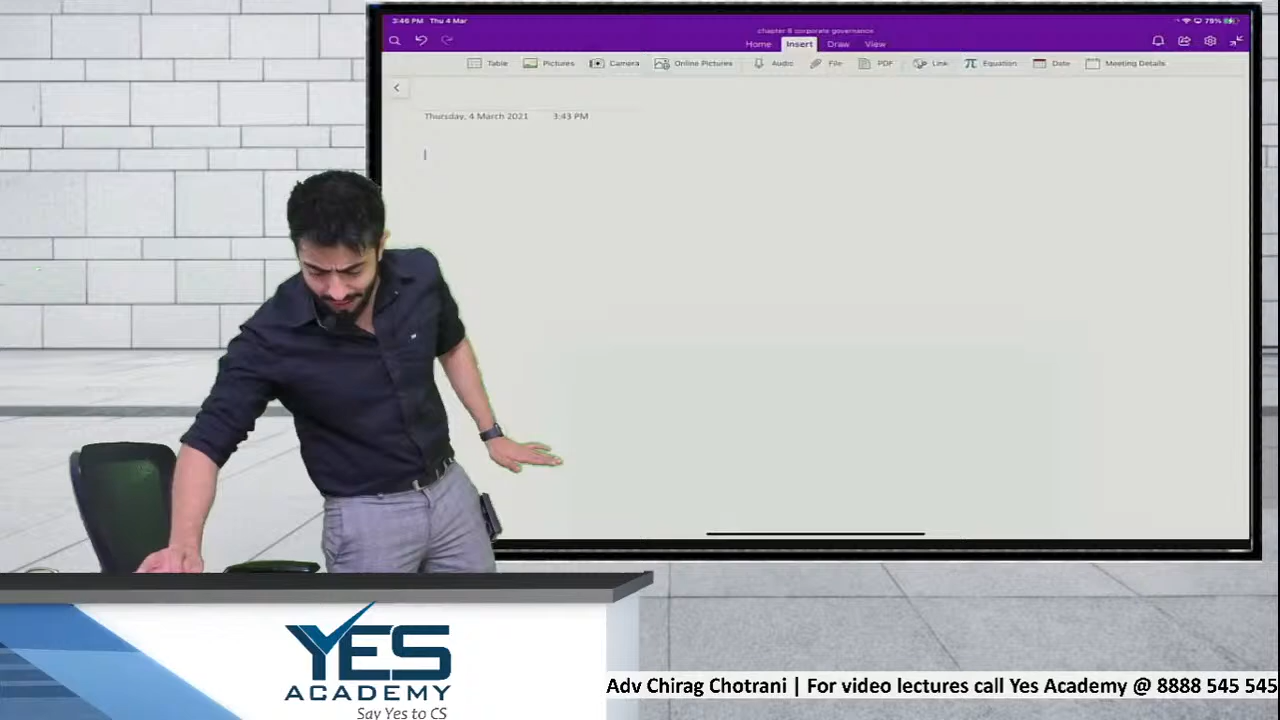 3:46 PM Thu 4 Mar
79%
chapter 6 corporate governance
Home Insert Draw View
Table Pictures Camera Online Pictures Audio File PDF Link Equation Date Meeting Details
Thursday, 4 March 2021 3:43 PM
YES
ACADEMY
Say Yes to CS
Adv Chirag Chotrani | For video lectures call Yes Academy @ 8888 545 545